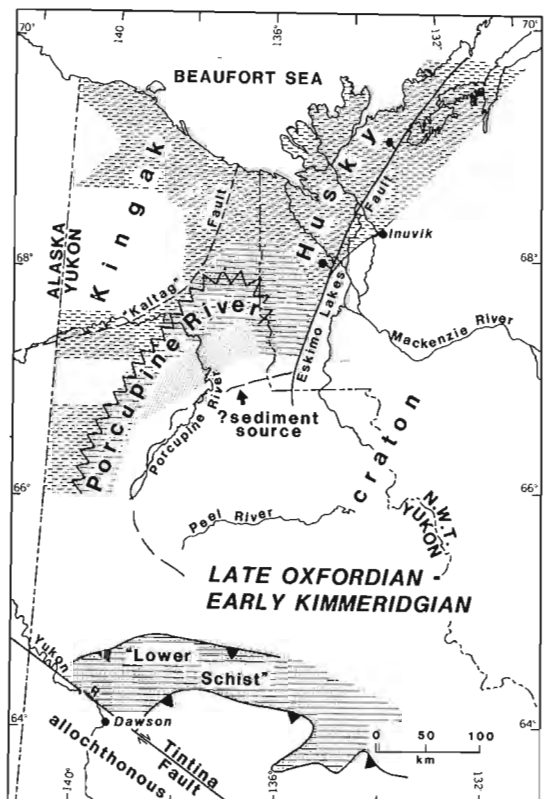 140
136
132
70°
70°
BEAUFORT SEA
Kingak
Husky
Fault
Fault
Inuvik
ALASKA
YUKON
68°
68°
"Kaltag"
Porcupine River
Eskimo Lakes
Mackenzie River
Porcupine River
?sediment
source
craton
66°
66°
N.W.T.
YUKON
Peel River
LATE OXFORDIAN -
EARLY KIMMERIDGIAN
Yukon R.
"Lower
Schist"
64°
64°
Dawson
Tintina
Fault
allochthonous
0 50 100
km
140°
136°
132